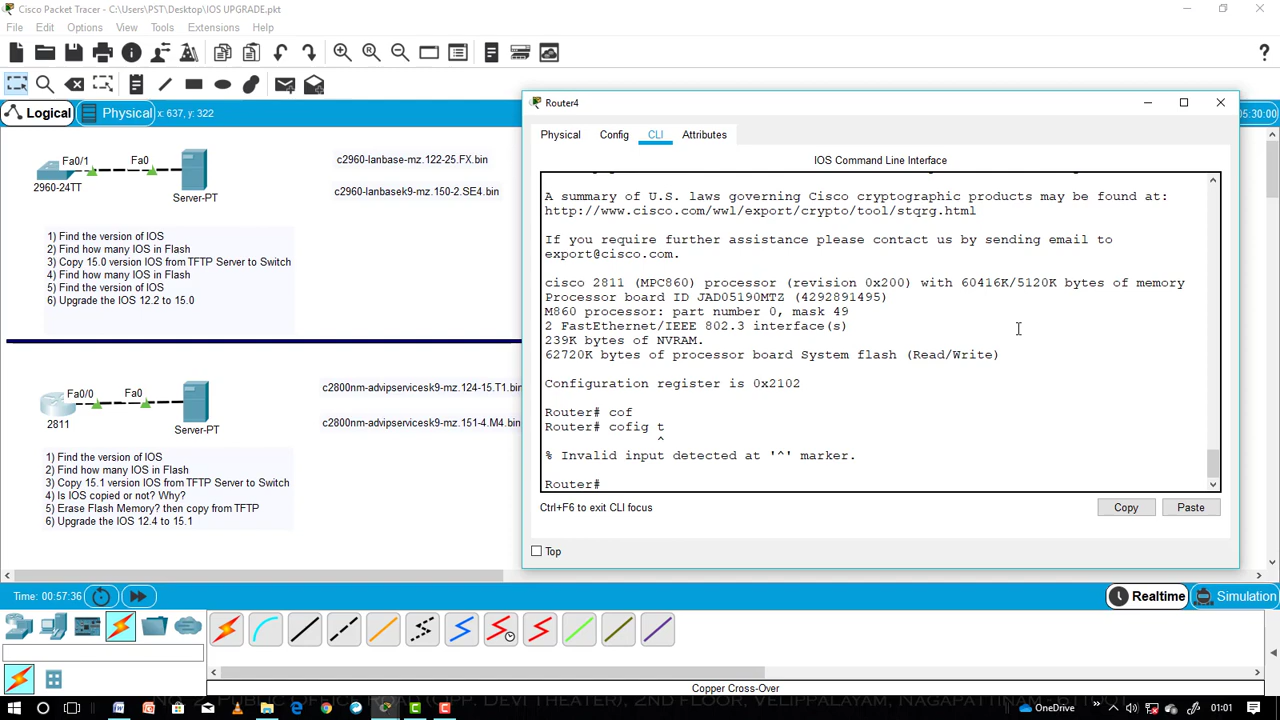 Cisco Packet Tracer - C:\Users\PST\Desktop\IOS UPGRADE.pkt
File Edit Options View Tools Extensions Help
Logical Physical x: 637, y: 322
05:30:00
Router4
Physical Config CLI Attributes
IOS Command Line Interface
A summary of U.S. laws governing Cisco cryptographic products may be found at:
http://www.cisco.com/wwl/export/crypto/tool/stqrg.html
If you require further assistance please contact us by sending email to
export@cisco.com.
cisco 2811 (MPC860) processor (revision 0x200) with 60416K/5120K bytes of memory
Processor board ID JAD05190MTZ (4292891495)
M860 processor: part number 0, mask 49
2 FastEthernet/IEEE 802.3 interface(s)
239K bytes of NVRAM.
62720K bytes of processor board System flash (Read/Write)
Configuration register is 0x2102
Router# cof
Router# cofig t
^
% Invalid input detected at '^' marker.
Router#
Ctrl+F6 to exit CLI focus
Copy Paste
Top
Fa0/1 Fa0
2960-24TT
Server-PT
c2960-lanbase-mz.122-25.FX.bin
c2960-lanbasek9-mz.150-2.SE4.bin
1) Find the version of IOS
2) Find how many IOS in Flash
3) Copy 15.0 version IOS from TFTP Server to Switch
4) Find how many IOS in Flash
5) Find the version of IOS
6) Upgrade the IOS 12.2 to 15.0
Fa0/0 Fa0
2811
Server-PT
c2800nm-advipservicesk9-mz.124-15.T1.bin
c2800nm-advipservicesk9-mz.151-4.M4.bin
1) Find the version of IOS
2) Find how many IOS in Flash
3) Copy 15.1 version IOS from TFTP Server to Switch
4) Is IOS copied or not? Why?
5) Erase Flash Memory? then copy from TFTP
6) Upgrade the IOS 12.4 to 15.1
Time: 00:57:36
Realtime Simulation
Copper Cross-Over
OneDrive
01:01